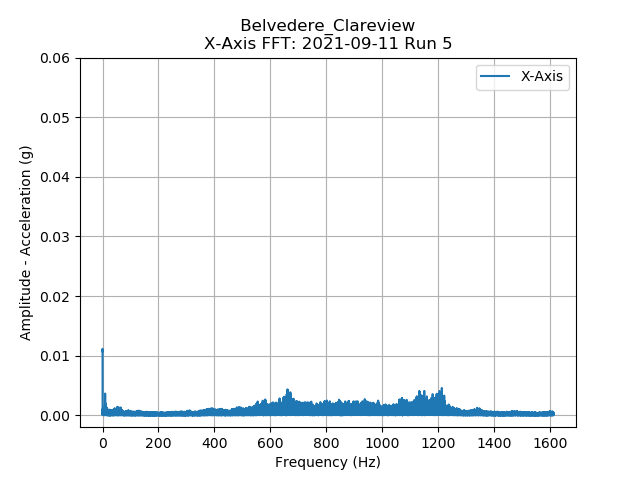 Belvedere_Clareview
X-Axis FFT: 2021-09-11 Run 5
X-Axis
0.06
0.05
0.04
0.03
0.02
0.01
0.00
Amplitude - Acceleration (g)
0 200 400 600 800 1000 1200 1400 1600
Frequency (Hz)